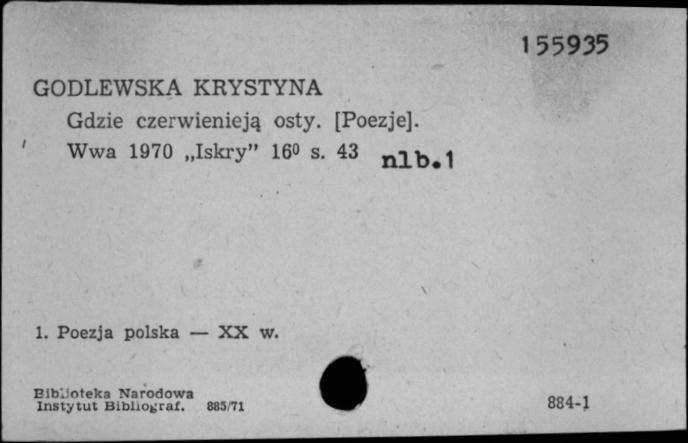 155935
GODLEWSKA KRYSTYNA
Gdzie czerwienieją osty. [Poezje].
Wwa 1970 „Iskry” 16⁰ s. 43 nlb.1
1. Poezja polska — XX w.
Biblioteka Narodowa
Instytut Bibliograf. 885/71
884-1